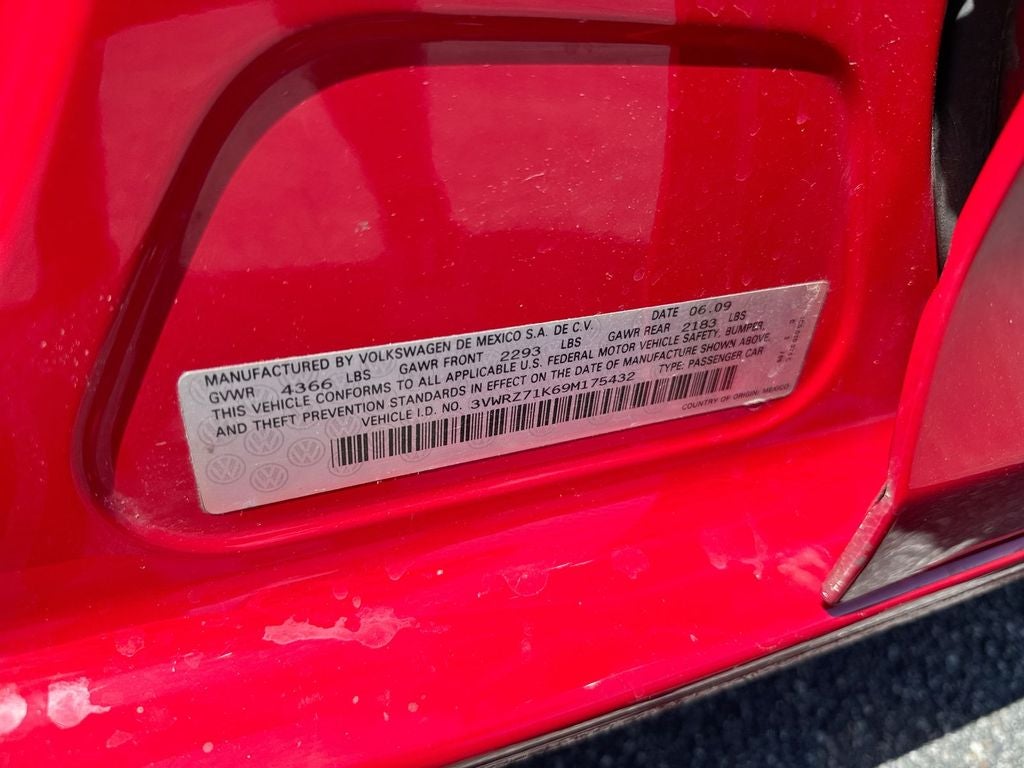 MANUFACTURED BY VOLKSWAGEN DE MEXICO S.A. DE C.V. DATE 06.09
GVWR 4366 LBS GAWR FRONT 2293 LBS GAWR REAR 2183 LBS
THIS VEHICLE CONFORMS TO ALL APPLICABLE U.S. FEDERAL MOTOR VEHICLE SAFETY, BUMPER,
AND THEFT PREVENTION STANDARDS IN EFFECT ON THE DATE OF MANUFACTURE SHOWN ABOVE.
VEHICLE I.D. NO. 3VWRZ71K69M175432 TYPE: PASSENGER CAR
COUNTRY OF ORIGIN: MEXICO